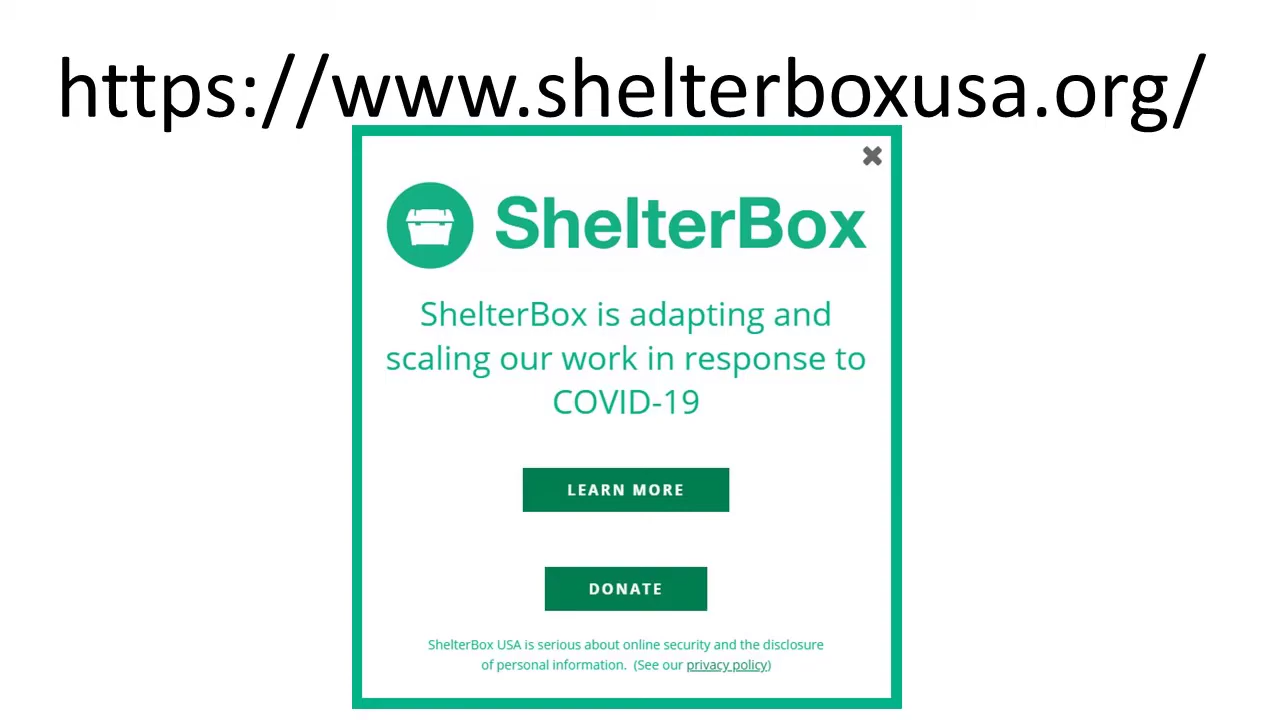 https://www.shelterboxusa.org/
ShelterBox
ShelterBox is adapting and
scaling our work in response to
COVID-19
LEARN MORE
DONATE
ShelterBox USA is serious about online security and the disclosure
of personal information. (See our privacy policy)